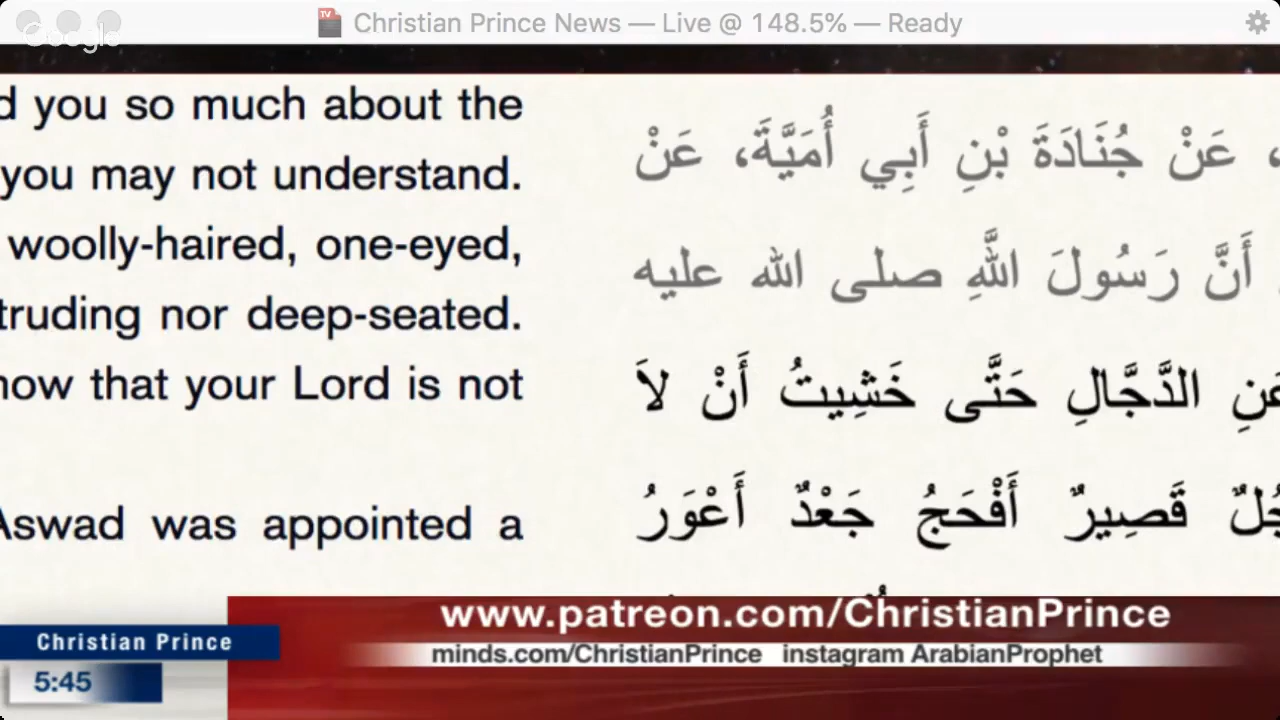 Christian Prince News — Live @ 148.5% — Ready
Google
you so much about the
you may not understand.
woolly-haired, one-eyed,
truding nor deep-seated.
now that your Lord is not
Aswad was appointed a
، عَنْ جُنَادَةَ بْنِ أَبِي أُمَيَّةَ، عَنْ
أَنَّ رَسُولَ اللَّهِ صلى الله عليه
عَنِ الدَّجَّالِ حَتَّى خَشِيتُ أَنْ لاَ
جُلٌ قَصِيرٌ أَفْحَجُ جَعْدٌ أَعْوَرُ
www.patreon.com/ChristianPrince
minds.com/ChristianPrince instagram ArabianProphet
Christian Prince
5:45